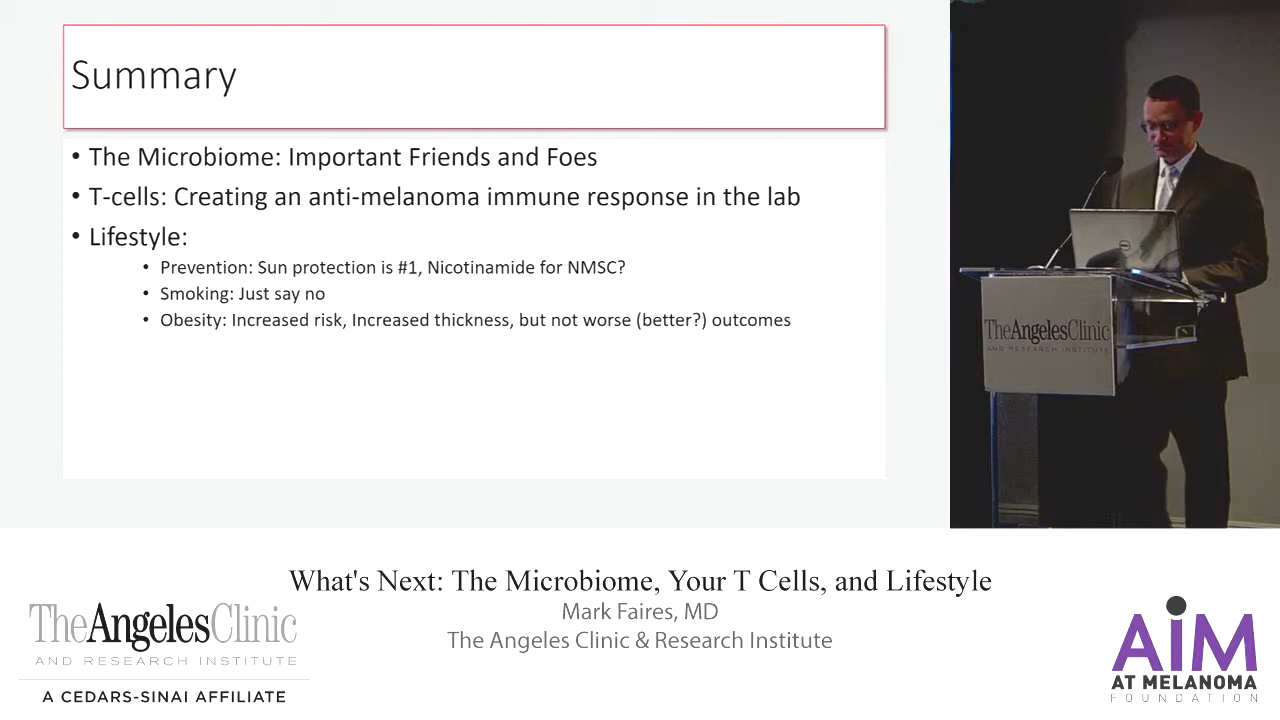 Summary
• The Microbiome: Important Friends and Foes
• T-cells: Creating an anti-melanoma immune response in the lab
• Lifestyle:
• Prevention: Sun protection is #1, Nicotinamide for NMSC?
• Smoking: Just say no
• Obesity: Increased risk, Increased thickness, but not worse (better?) outcomes
DELL
TheAngelesClinic
AND RESEARCH INSTITUTE
What's Next: The Microbiome, Your T Cells, and Lifestyle
Mark Faires, MD
The Angeles Clinic & Research Institute
TheAngelesClinic
AND RESEARCH INSTITUTE
A CEDARS-SINAI AFFILIATE
AiM
AT MELANOMA
FOUNDATION